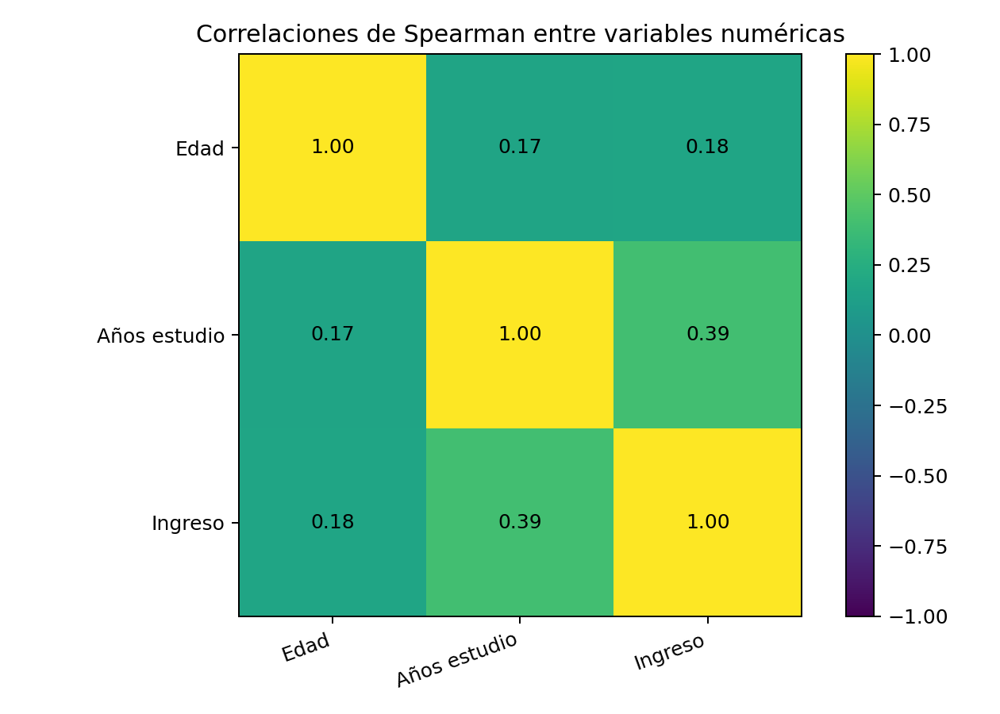 Correlaciones de Spearman entre variables numéricas
Edad
1.00
0.17
0.18
Años estudio
0.17
1.00
0.39
Ingreso
0.18
0.39
1.00
Edad
Años estudio
Ingreso
1.00
0.75
0.50
0.25
0.00
−0.25
−0.50
−0.75
−1.00